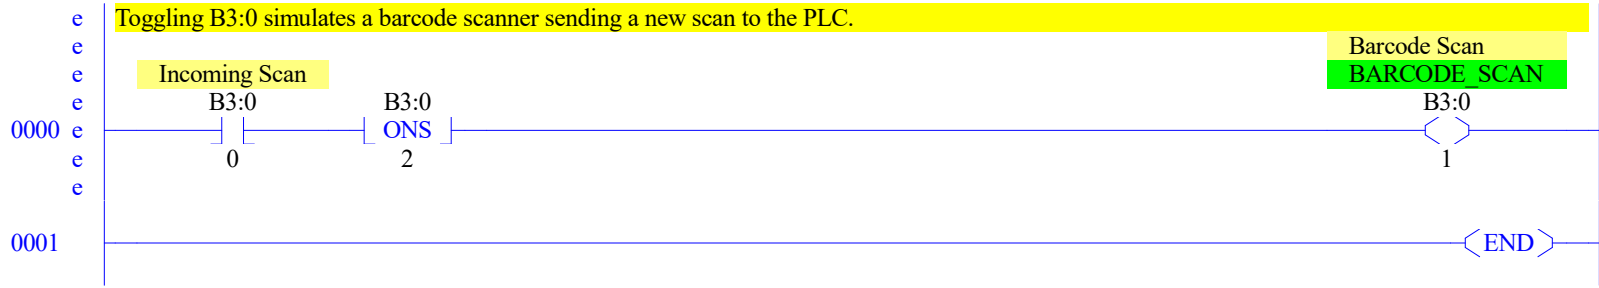 e Toggling B3:0 simulates a barcode scanner sending a new scan to the PLC.
e Barcode Scan
e Incoming Scan BARCODE_SCAN
e B3:0 B3:0 B3:0
0000 e ONS
e 0 2 1
e
0001 END